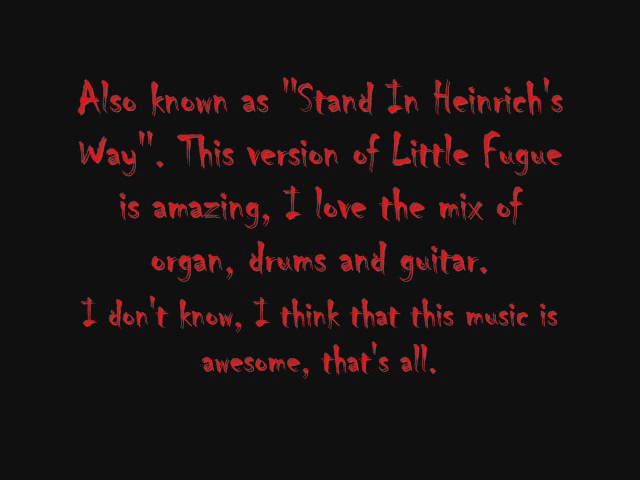 Also known as "Stand In Heinrich's
Way". This version of Little Fugue
is amazing, I love the mix of
organ, drums and guitar.
I don't know, I think that this music is
awesome, that's all.